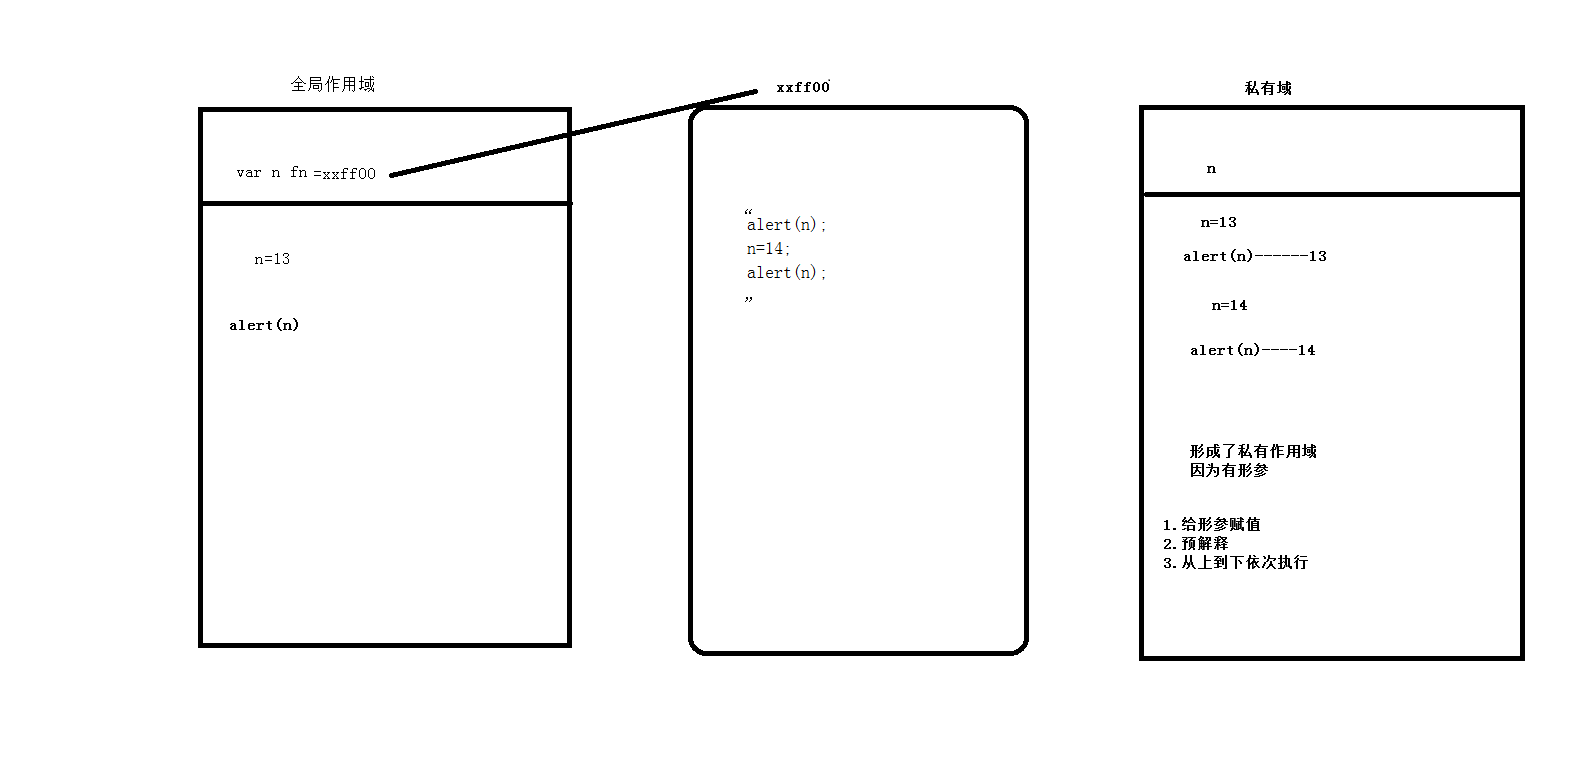 全局作用域
var n fn =xxff00
n=13
alert(n)
xxff00
“
alert(n);
n=14;
alert(n);
”
私有域
n
n=13
alert(n)------13
n=14
alert(n)----14
形成了私有作用域
因为有形参
1.给形参赋值
2.预解释
3.从上到下依次执行